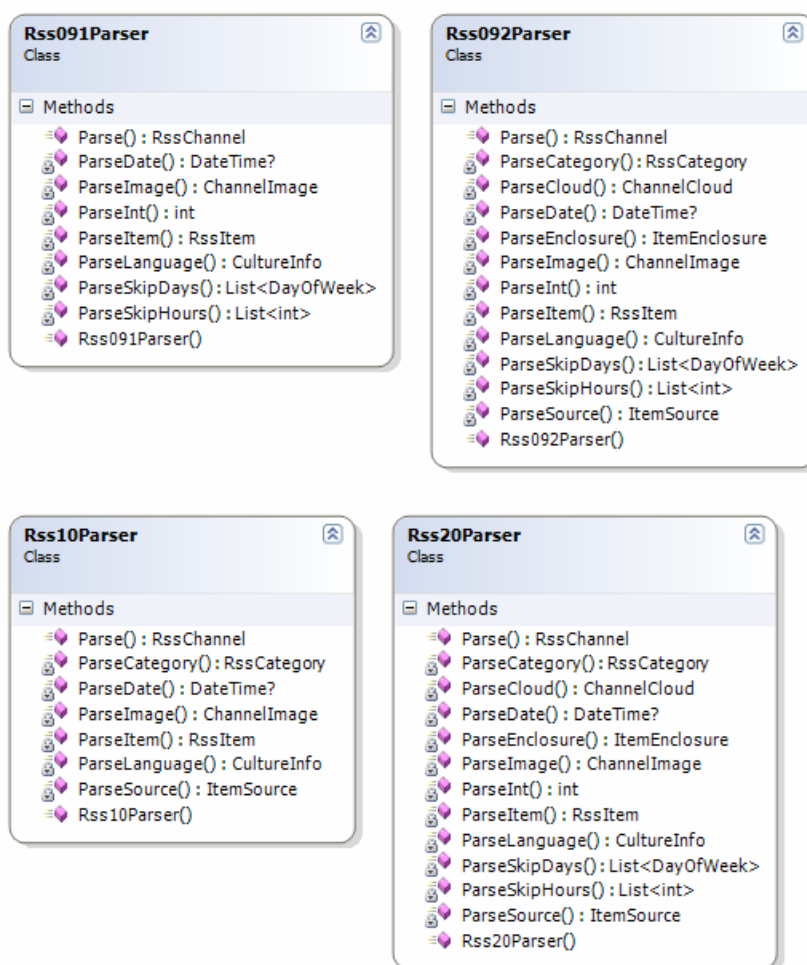 Rss091Parser
Class
Methods
Parse() : RssChannel
ParseDate() : DateTime?
ParseImage() : ChannelImage
ParseInt() : int
ParseItem() : RssItem
ParseLanguage() : CultureInfo
ParseSkipDays() : List<DayOfWeek>
ParseSkipHours() : List<int>
Rss091Parser()
Rss092Parser
Class
Methods
Parse() : RssChannel
ParseCategory() : RssCategory
ParseCloud() : ChannelCloud
ParseDate() : DateTime?
ParseEnclosure() : ItemEnclosure
ParseImage() : ChannelImage
ParseInt() : int
ParseItem() : RssItem
ParseLanguage() : CultureInfo
ParseSkipDays() : List<DayOfWeek>
ParseSkipHours() : List<int>
ParseSource() : ItemSource
Rss092Parser()
Rss10Parser
Class
Methods
Parse() : RssChannel
ParseCategory() : RssCategory
ParseDate() : DateTime?
ParseImage() : ChannelImage
ParseItem() : RssItem
ParseLanguage() : CultureInfo
ParseSource() : ItemSource
Rss10Parser()
Rss20Parser
Class
Methods
Parse() : RssChannel
ParseCategory() : RssCategory
ParseCloud() : ChannelCloud
ParseDate() : DateTime?
ParseEnclosure() : ItemEnclosure
ParseImage() : ChannelImage
ParseInt() : int
ParseItem() : RssItem
ParseLanguage() : CultureInfo
ParseSkipDays() : List<DayOfWeek>
ParseSkipHours() : List<int>
ParseSource() : ItemSource
Rss20Parser()